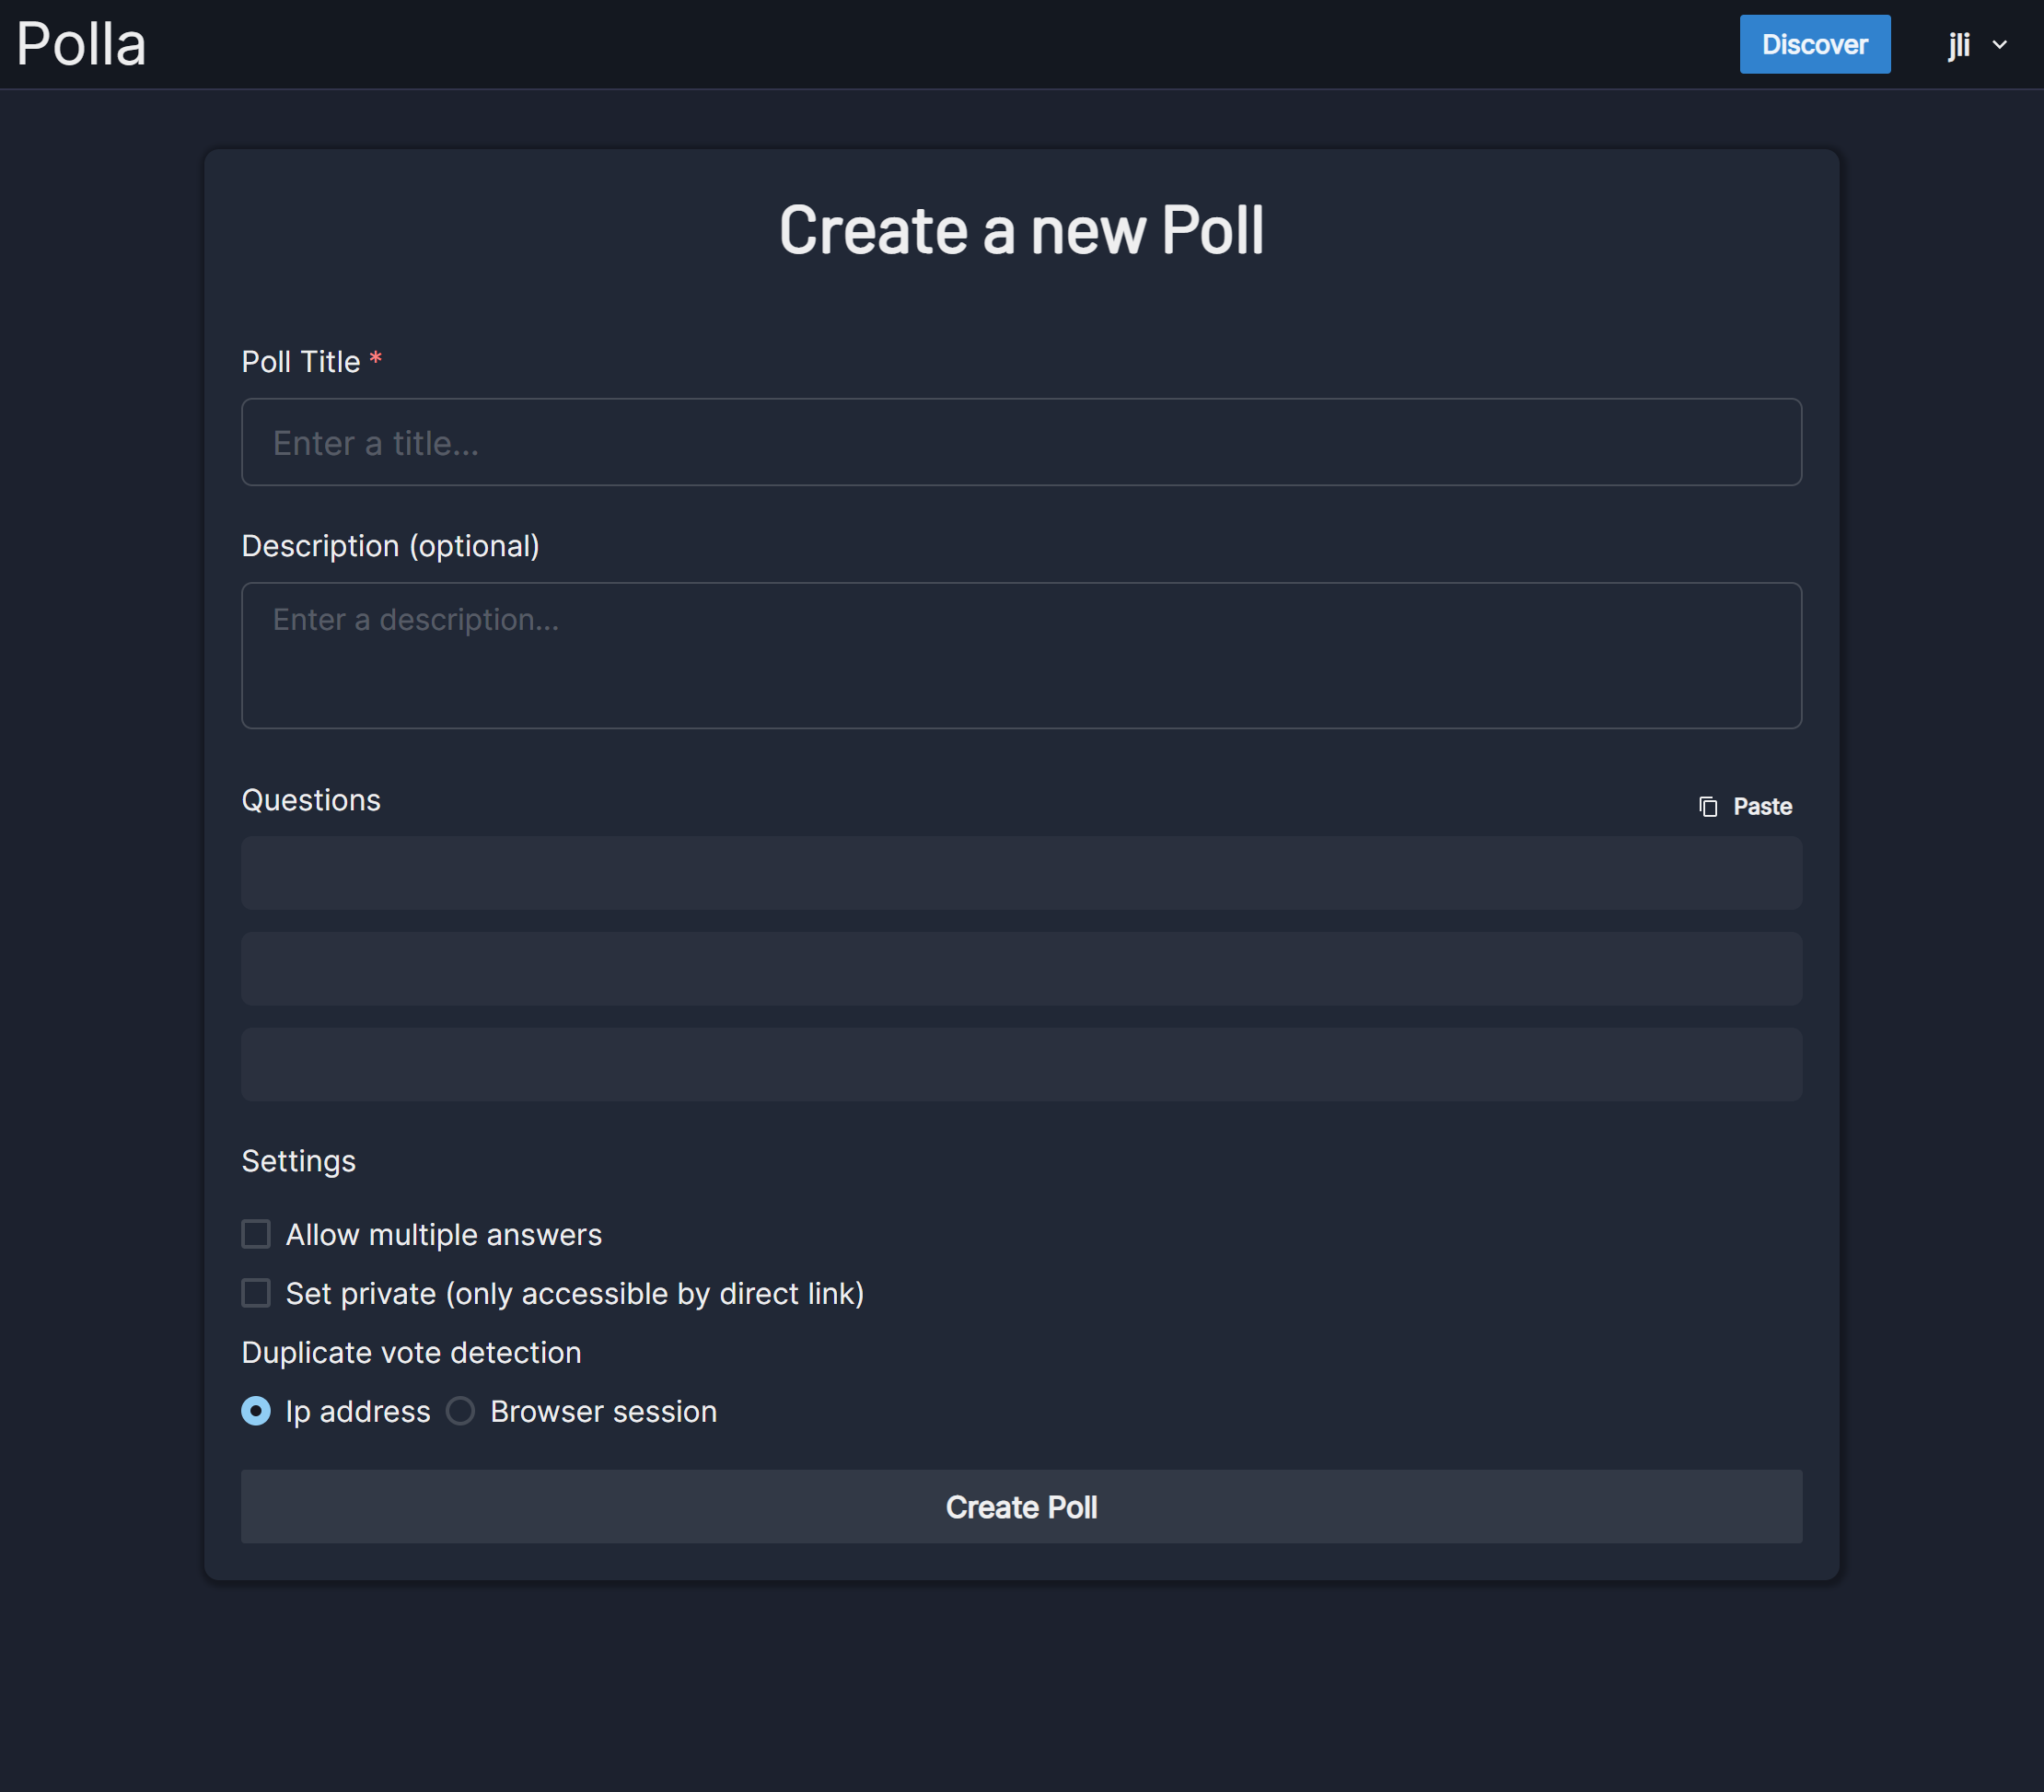 Polla
Discover
jli
Create a new Poll
Poll Title *
Enter a title...
Description (optional)
Enter a description...
Questions
Paste
Settings
Allow multiple answers
Set private (only accessible by direct link)
Duplicate vote detection
Ip address Browser session
Create Poll